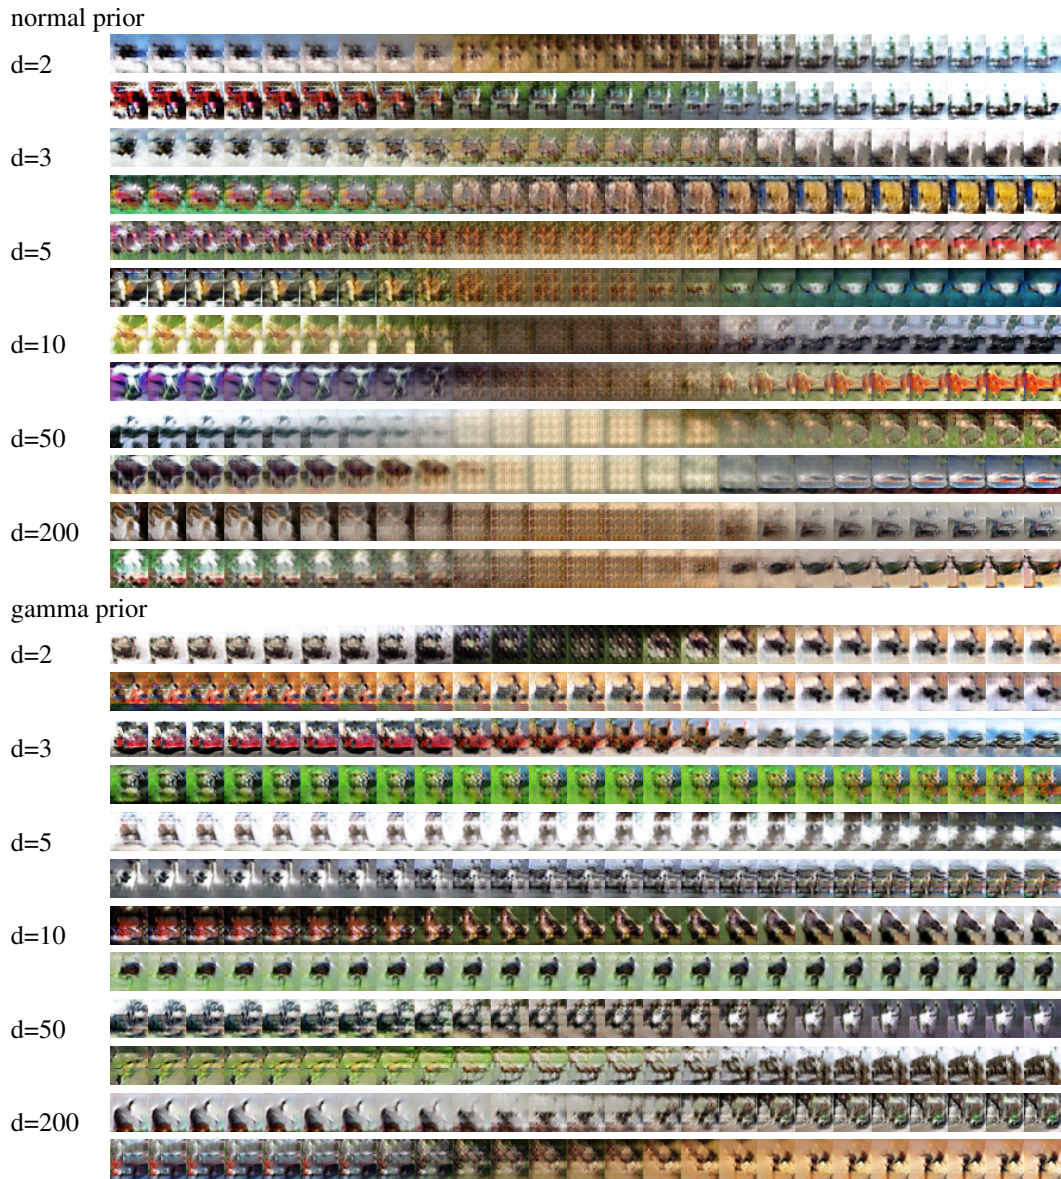 normal prior
d=2
d=3
d=5
d=10
d=50
d=200
gamma prior
d=2
d=3
d=5
d=10
d=50
d=200